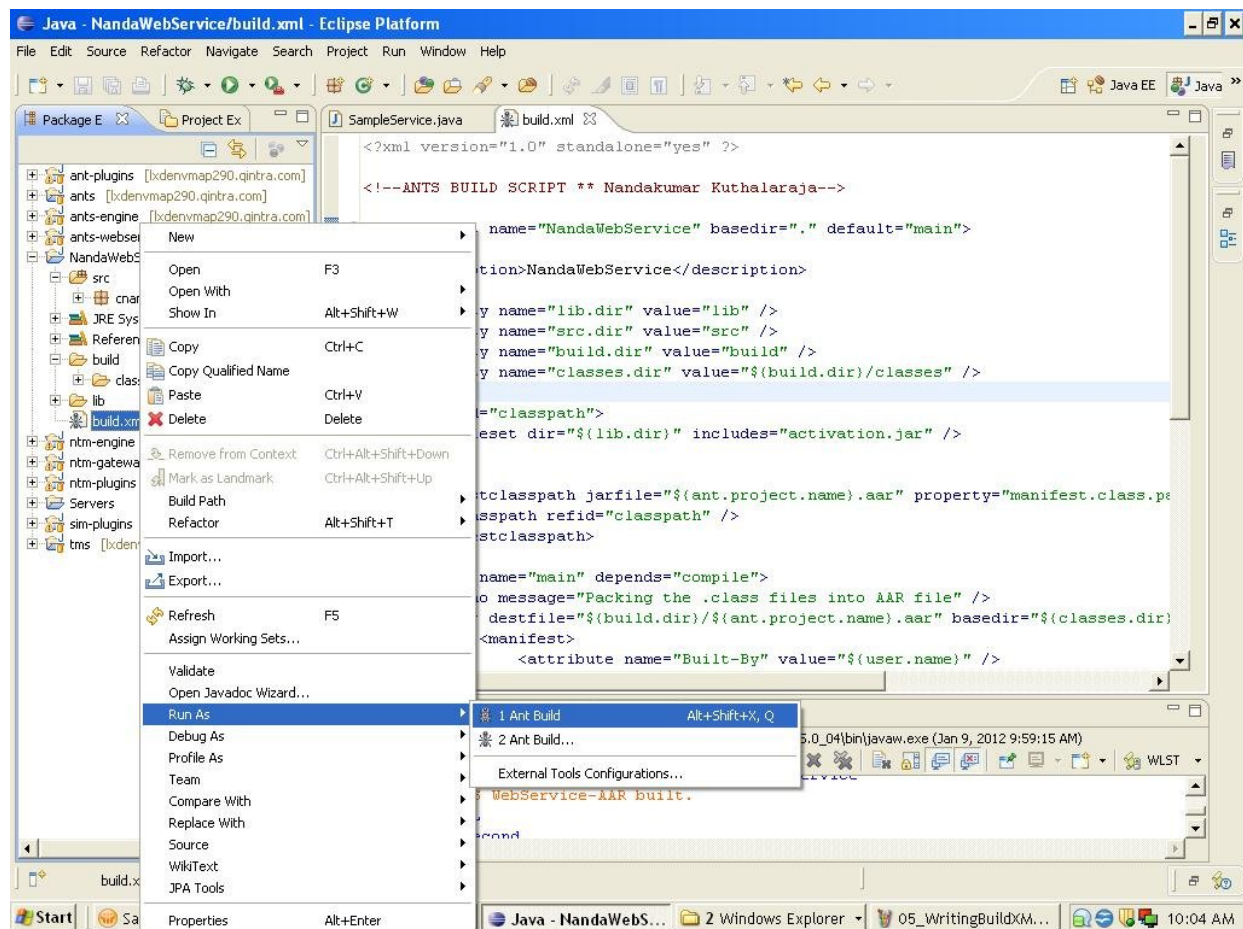 Java - NandaWebService/build.xml - Eclipse Platform
File Edit Source Refactor Navigate Search Project Run Window Help
Java EE Java »
Package E Project Ex
SampleService.java build.xml
ant-plugins [lxdenvmap290.qintra.com]
ants [lxdenvmap290.qintra.com]
ants-engine [lxdenvmap290.qintra.com]
ants-webser
NandaWebS
src
cnar
JRE Sys
Referen
build
clas
lib
build.xm
ntm-engine
ntm-gatewa
ntm-plugins
Servers
sim-plugins
tms [lxden
<?xml version="1.0" standalone="yes" ?>
<!--ANTS BUILD SCRIPT ** Nandakumar Kuthalaraja-->
name="NandaWebService" basedir="." default="main">
tion>NandaWebService</description>
y name="lib.dir" value="lib" />
y name="src.dir" value="src" />
y name="build.dir" value="build" />
y name="classes.dir" value="${build.dir}/classes" />
="classpath">
eset dir="${lib.dir}" includes="activation.jar" />
stclasspath jarfile="${ant.project.name}.aar" property="manifest.class.pa
sspath refid="classpath" />
stclasspath>
name="main" depends="compile">
o message="Packing the .class files into AAR file" />
destfile="${build.dir}/${ant.project.name}.aar" basedir="${classes.dir}
<manifest>
<attribute name="Built-By" value="${user.name}" />
New
Open F3
Open With
Show In Alt+Shift+W
Copy Ctrl+C
Copy Qualified Name
Paste Ctrl+V
Delete Delete
Remove from Context Ctrl+Alt+Shift+Down
Mark as Landmark Ctrl+Alt+Shift+Up
Build Path
Refactor Alt+Shift+T
Import...
Export...
Refresh F5
Assign Working Sets...
Validate
Open Javadoc Wizard...
Run As
Debug As
Profile As
Team
Compare With
Replace With
Source
WikiText
JPA Tools
Properties Alt+Enter
1 Ant Build Alt+Shift+X, Q
2 Ant Build...
External Tools Configurations...
5.0_04\bin\javaw.exe (Jan 9, 2012 9:59:15 AM)
WLST
WebService-AAR built.
econd
build.x
Start Sa Java - NandaWebS... 2 Windows Explorer 05_WritingBuildXM... 10:04 AM